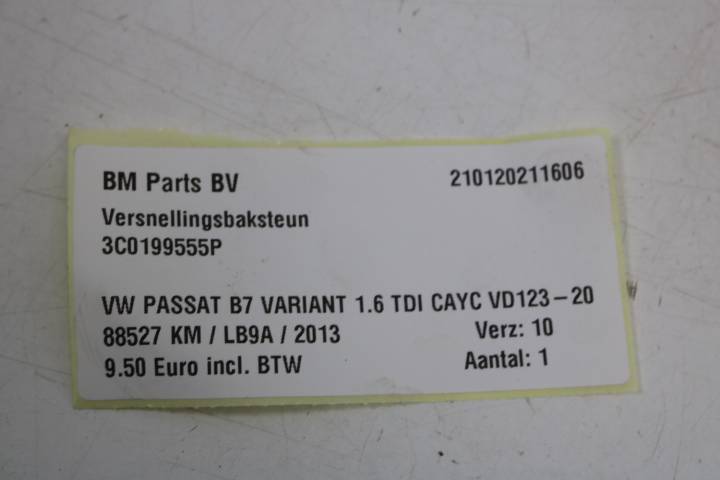 BM Parts BV 210120211606
Versnellingsbaksteun
3C0199555P
VW PASSAT B7 VARIANT 1.6 TDI CAYC VD123-20
88527 KM / LB9A / 2013 Verz: 10
9.50 Euro incl. BTW Aantal: 1